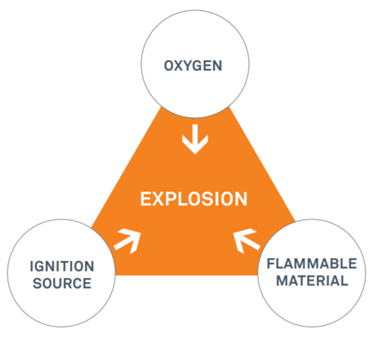 OXYGEN
EXPLOSION
IGNITION
SOURCE
FLAMMABLE
MATERIAL